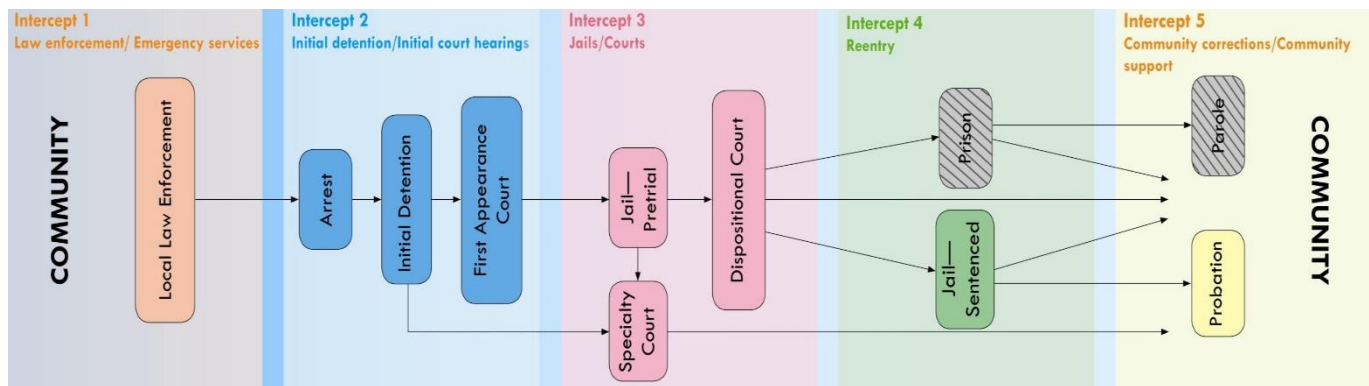 Intercept 1
Law enforcement/ Emergency services
COMMUNITY
Local Law Enforcement
Intercept 2
Initial detention/Initial court hearings
Arrest
Initial Detention
First Appearance
Court
Intercept 3
Jails/Courts
Jail—
Pretrial
Specialty
Court
Dispositional Court
Intercept 4
Reentry
Prison
Jail—
Sentenced
Intercept 5
Community corrections/Community
support
Parole
Probation
COMMUNITY